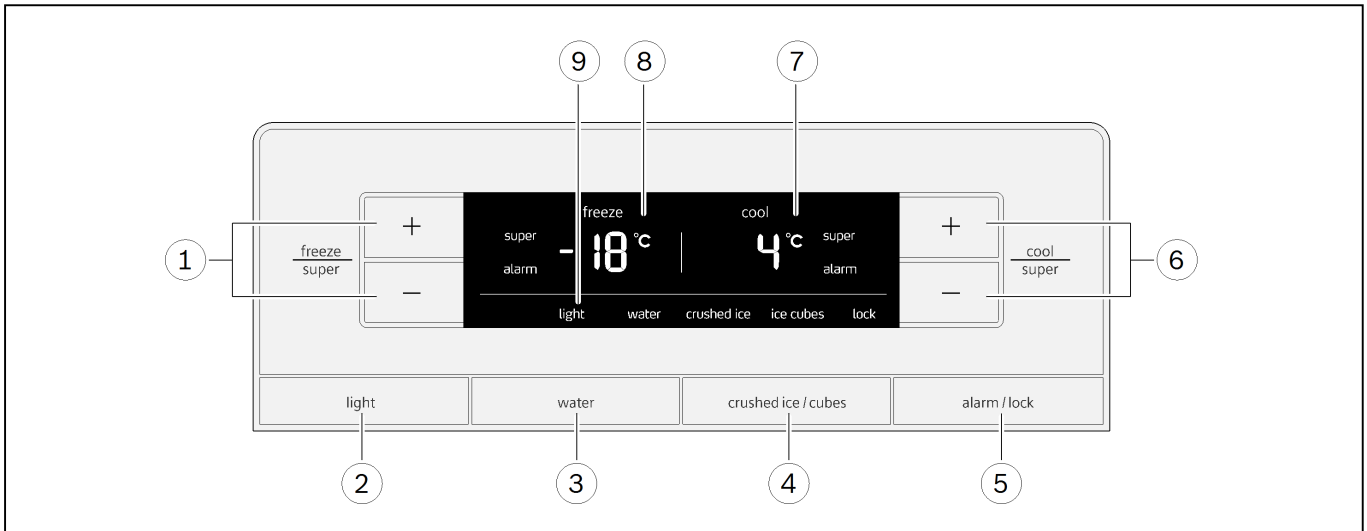 9 8 7
freeze cool
+ +
super -18 °C 4 °C super
1 freeze cool 6
super super
alarm alarm
− −
light water crushed ice ice cubes lock
light water crushed ice / cubes alarm / lock
2 3 4 5